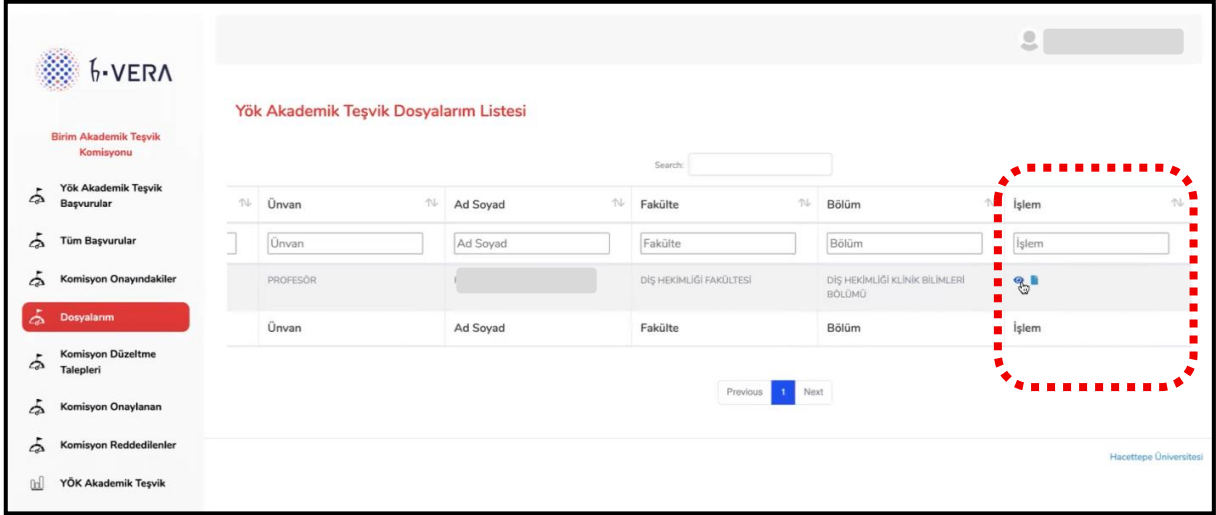 ɦ-VERA
Birim Akademik Teşvik
Komisyonu
Yök Akademik Teşvik
Başvurular
Tüm Başvurular
Komisyon Onayındakiler
Dosyalarım
Komisyon Düzeltme
Talepleri
Komisyon Onaylanan
Komisyon Reddedilenler
YÖK Akademik Teşvik
Yök Akademik Teşvik Dosyalarım Listesi
Search:
Ünvan Ad Soyad Fakülte Bölüm İşlem
Ünvan Ad Soyad Fakülte Bölüm İşlem
PROFESÖR DİŞ HEKİMLİĞİ FAKÜLTESİ DİŞ HEKİMLİĞİ KLİNİK BİLİMLERİ
BÖLÜMÜ
Ünvan Ad Soyad Fakülte Bölüm İşlem
Previous 1 Next
Hacettepe Üniversitesi